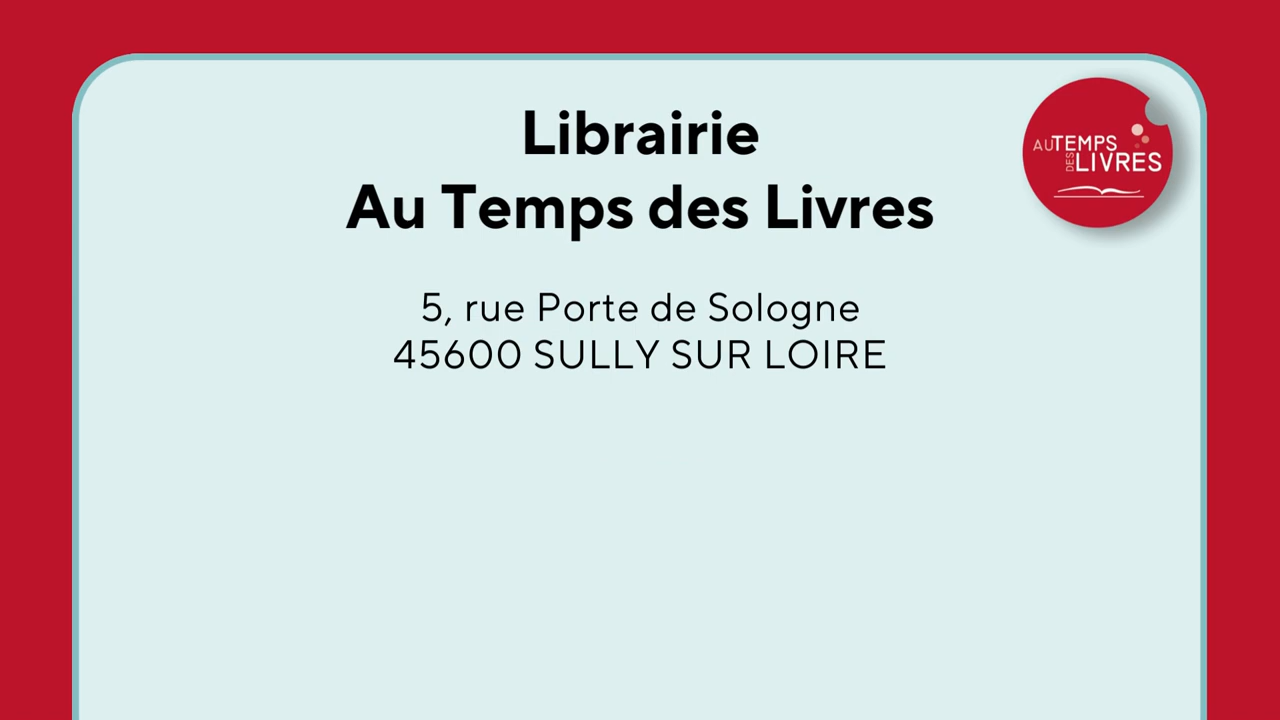 Librairie
Au Temps des Livres
AU TEMPS
DES LIVRES
5, rue Porte de Sologne
45600 SULLY SUR LOIRE